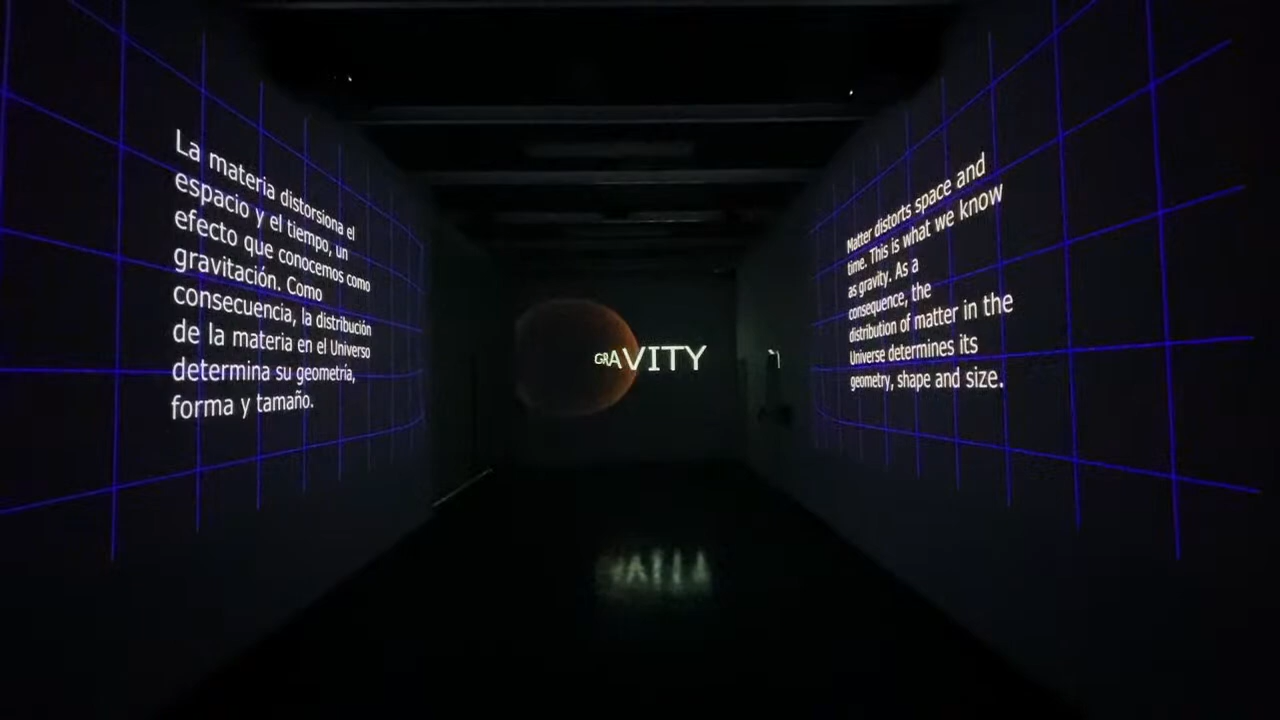 La materia distorsiona el
espacio y el tiempo, un
efecto que conocemos como
gravitación. Como
consecuencia, la distribución
de la materia en el Universo
determina su geometría,
forma y tamaño.
GRAVITY
Matter distorts space and
time. This is what we know
as gravity. As a
consequence, the
distribution of matter in the
Universe determines its
geometry, shape and size.